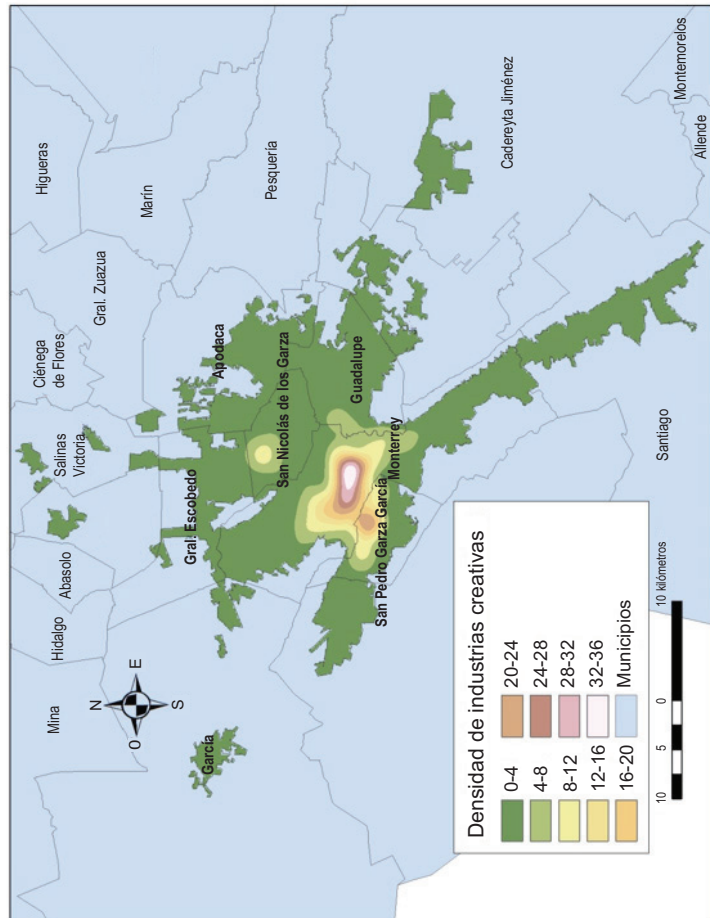 Mina
Hidalgo
Abasolo
Salinas
Victoria
Ciénega
de Flores
Gral. Zuazua
Higueras
Marín
Pesquería
Apodaca
Gral. Escobedo
García
San Nicolás de los Garza
Guadalupe
Monterrey
San Pedro Garza García
Cadereyta Jiménez
Santiago
Allende
Montemorelos
N
O
E
S
Densidad de industrias creativas
0-4
4-8
8-12
12-16
16-20
20-24
24-28
28-32
32-36
Municipios
10 5 0 10 kilómetros